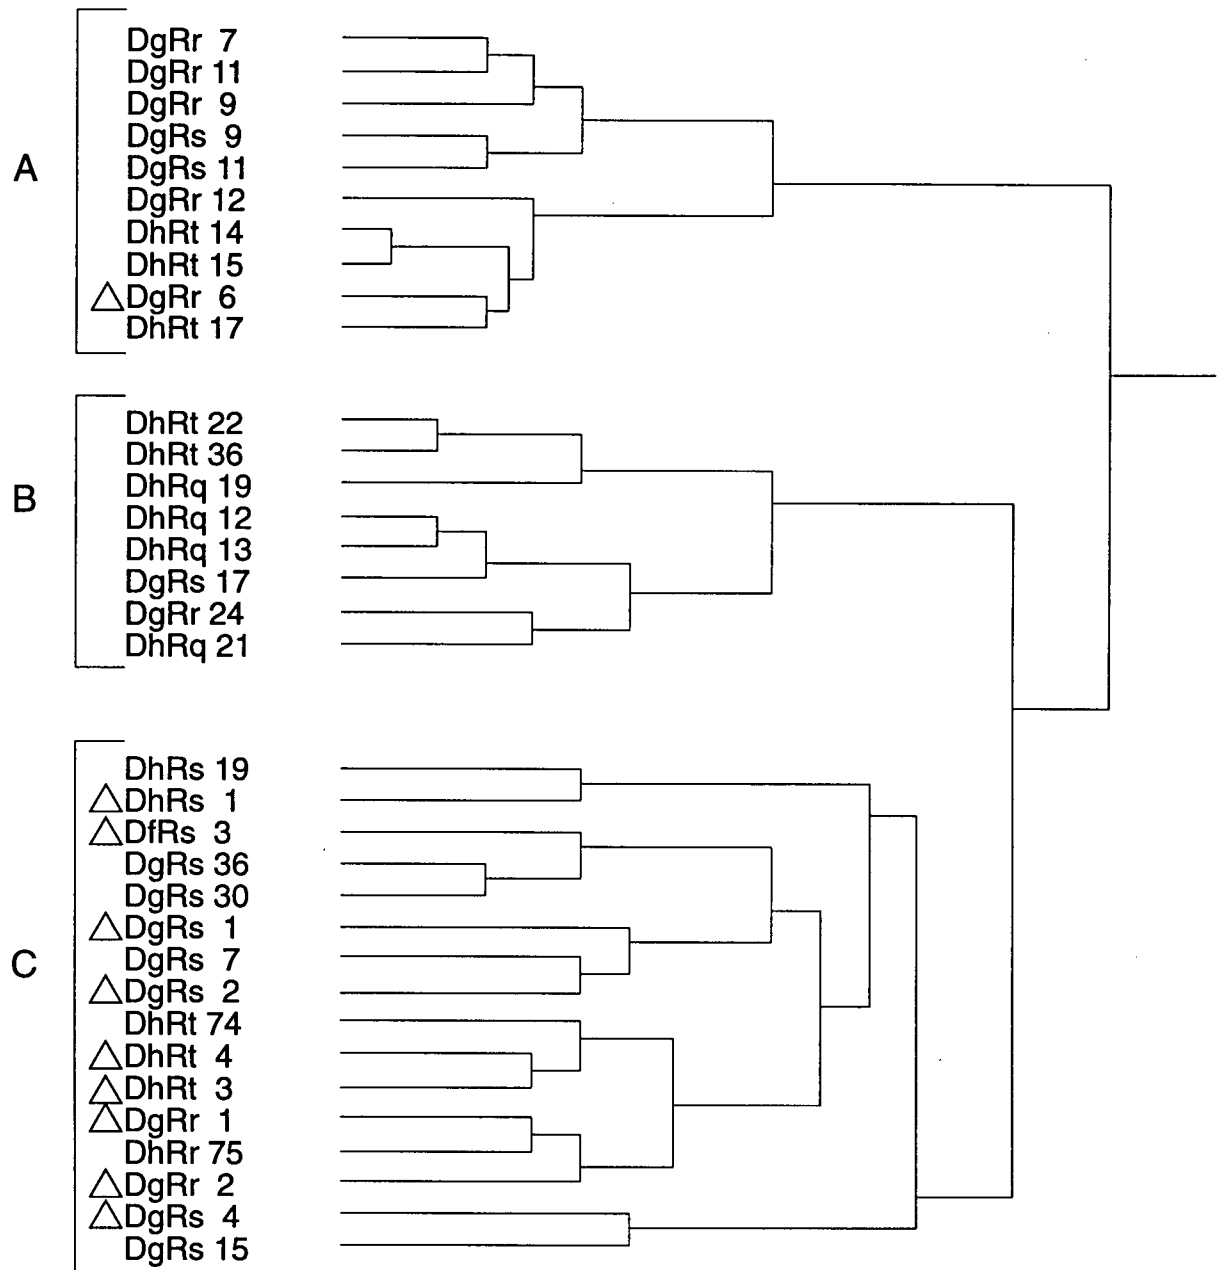 A
DgRr 7
DgRr 11
DgRr 9
DgRs 9
DgRs 11
DgRr 12
DhRt 14
DhRt 15
△DgRr 6
DhRt 17
B
DhRt 22
DhRt 36
DhRq 19
DhRq 12
DhRq 13
DgRs 17
DgRr 24
DhRq 21
C
DhRs 19
△DhRs 1
△DfRs 3
DgRs 36
DgRs 30
△DgRs 1
DgRs 7
△DgRs 2
DhRt 74
△DhRt 4
△DhRt 3
△DgRr 1
DhRr 75
△DgRr 2
△DgRs 4
DgRs 15